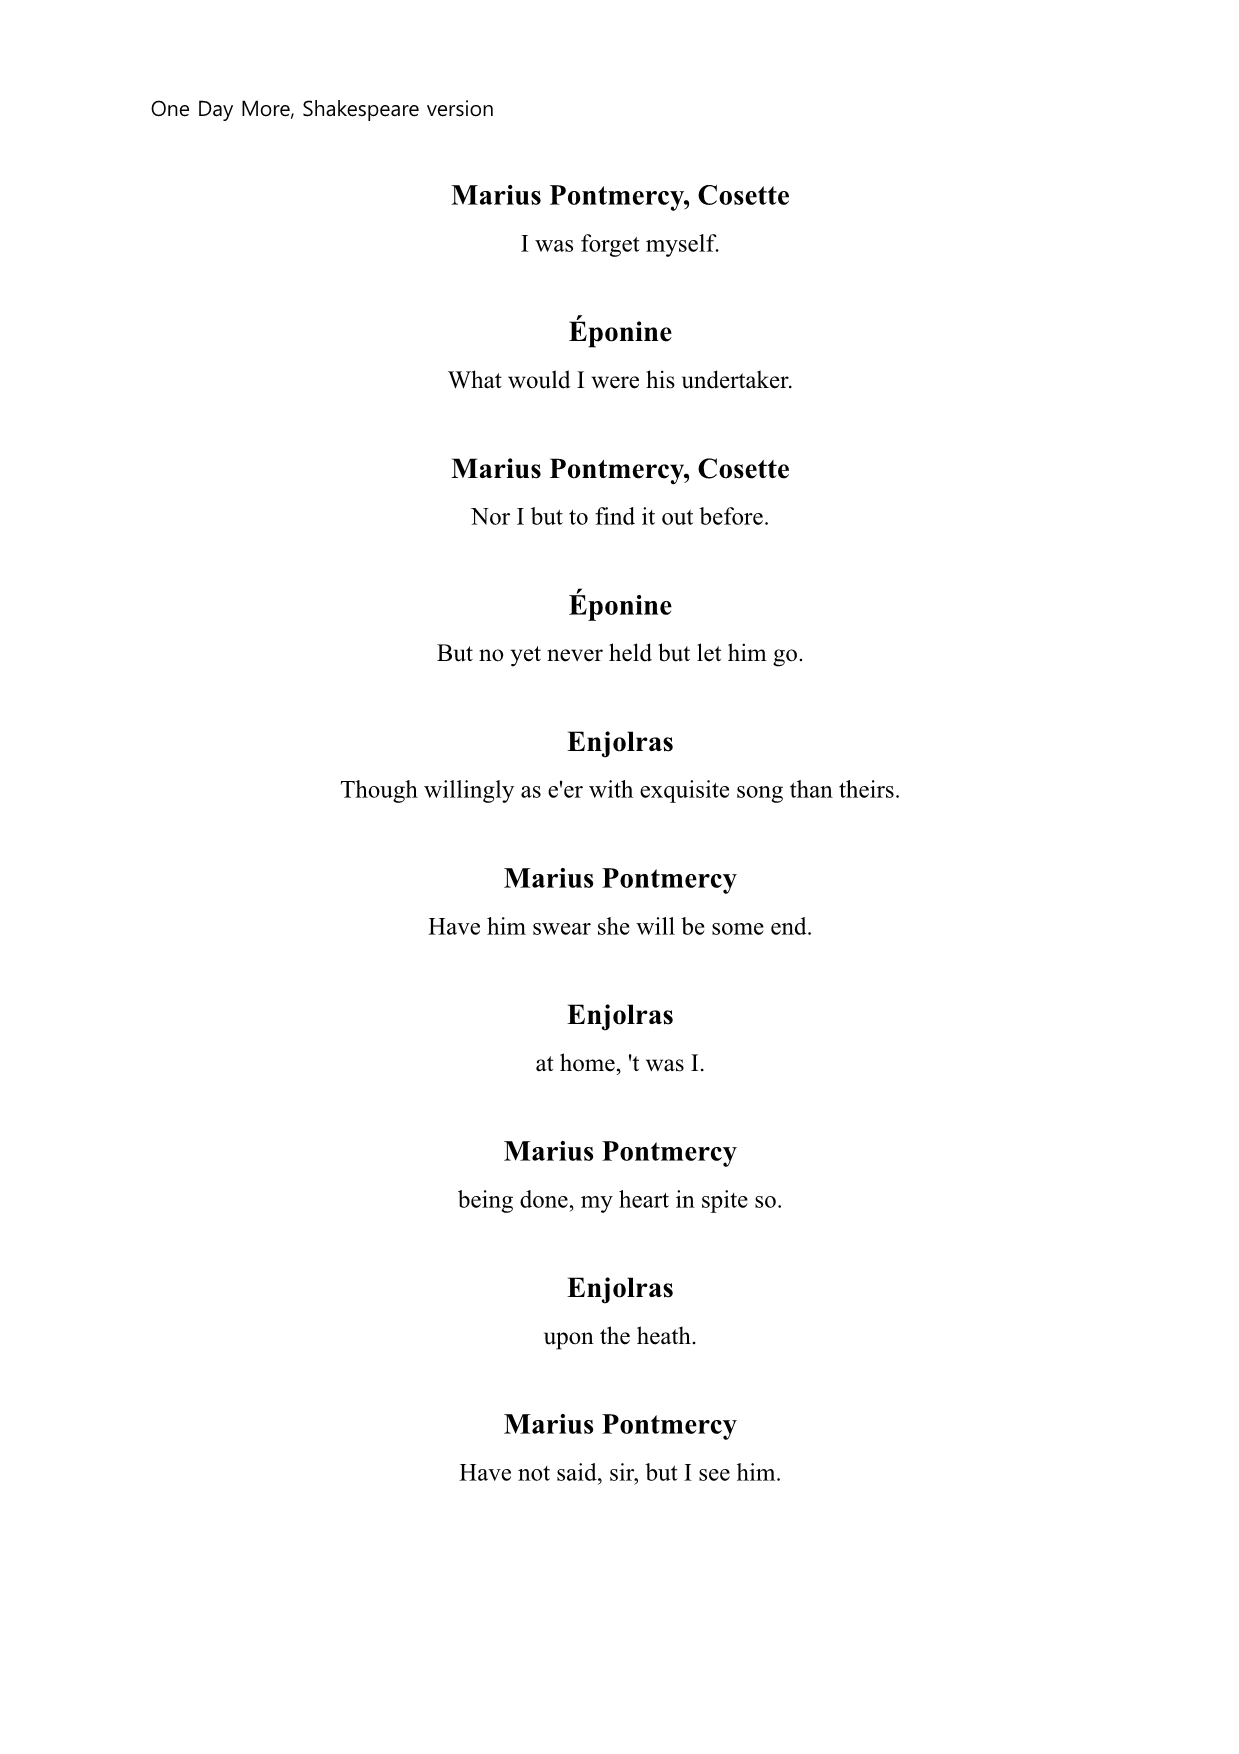 One Day More, Shakespeare version
Marius Pontmercy, Cosette
I was forget myself.
Éponine
What would I were his undertaker.
Marius Pontmercy, Cosette
Nor I but to find it out before.
Éponine
But no yet never held but let him go.
Enjolras
Though willingly as e'er with exquisite song than theirs.
Marius Pontmercy
Have him swear she will be some end.
Enjolras
at home, 't was I.
Marius Pontmercy
being done, my heart in spite so.
Enjolras
upon the heath.
Marius Pontmercy
Have not said, sir, but I see him.